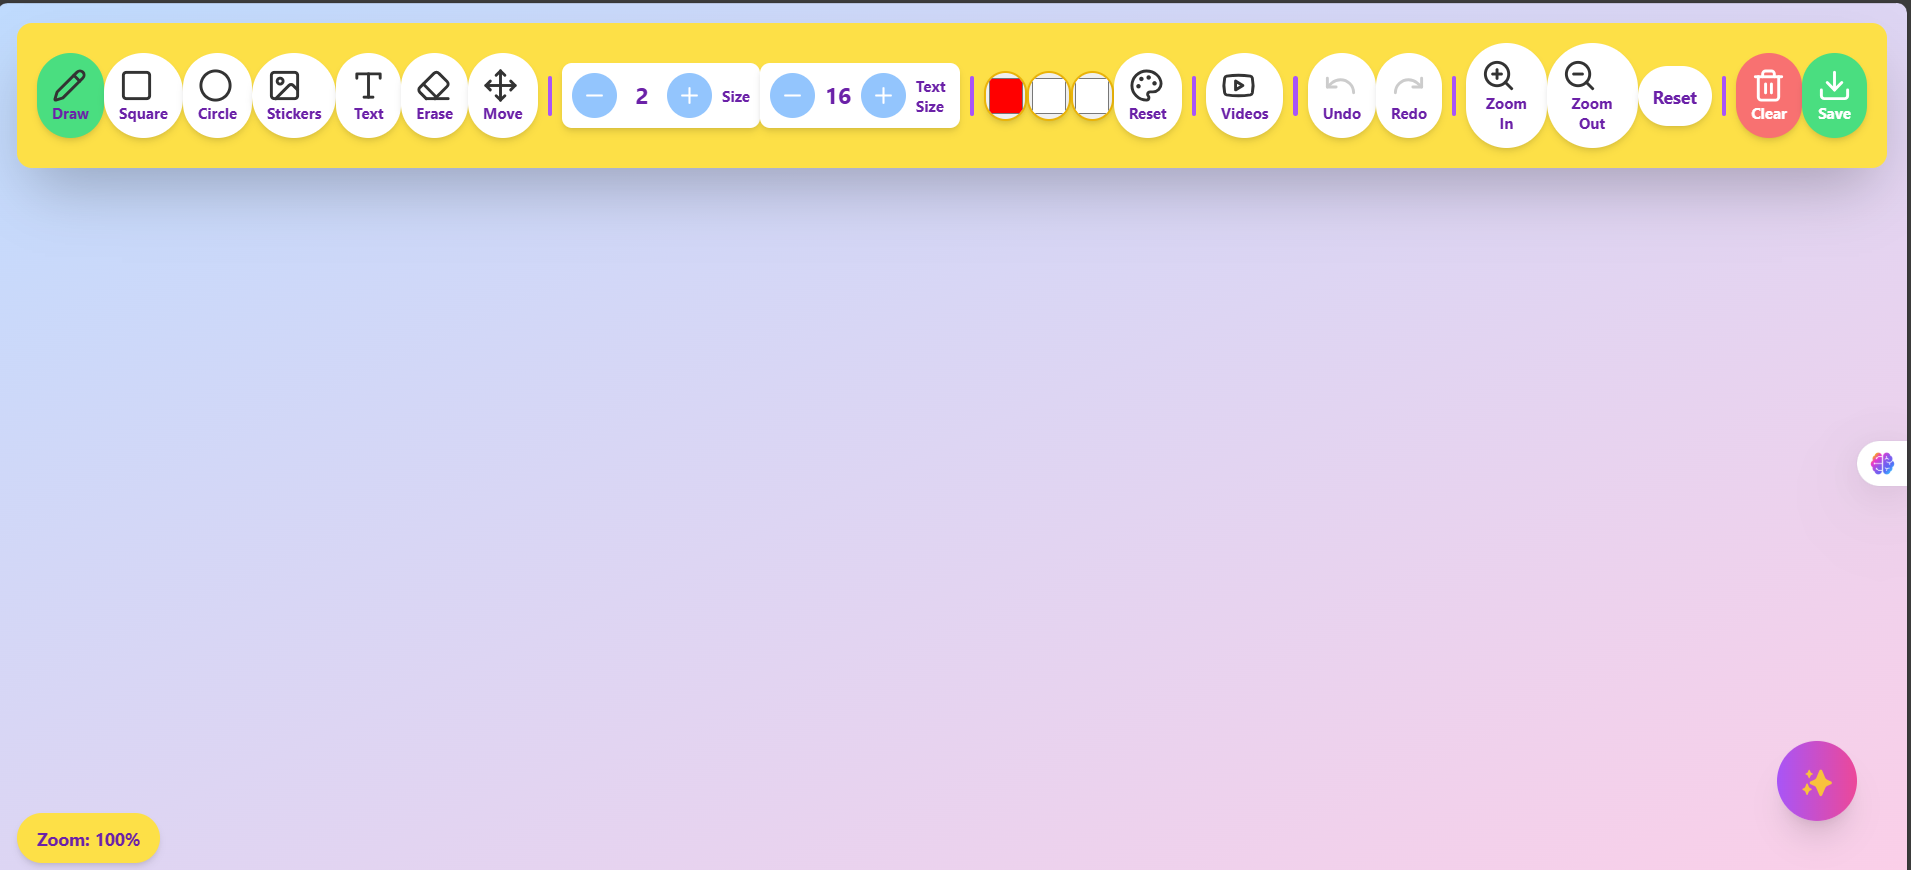 Draw
Square
Circle
Stickers
Text
Erase
Move
2
Size
16
Text
Size
Reset
Videos
Undo
Redo
Zoom
In
Zoom
Out
Reset
Clear
Save
Zoom: 100%